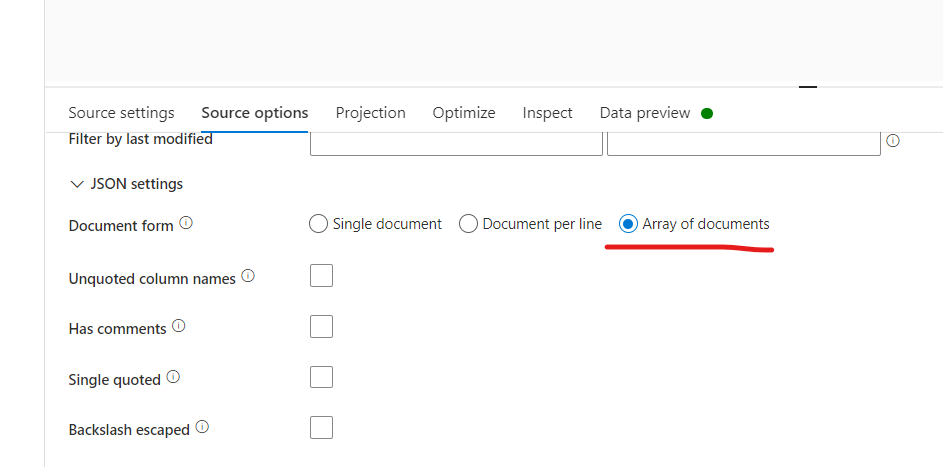 Source settings Source options Projection Optimize Inspect Data preview
Filter by last modified
JSON settings
Document form Single document Document per line Array of documents
Unquoted column names
Has comments
Single quoted
Backslash escaped